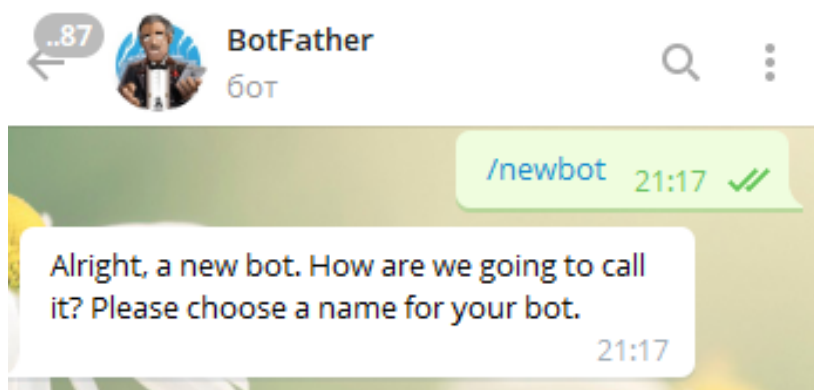 ..87
BotFather
бот
/newbot 21:17
Alright, a new bot. How are we going to call
it? Please choose a name for your bot.
21:17